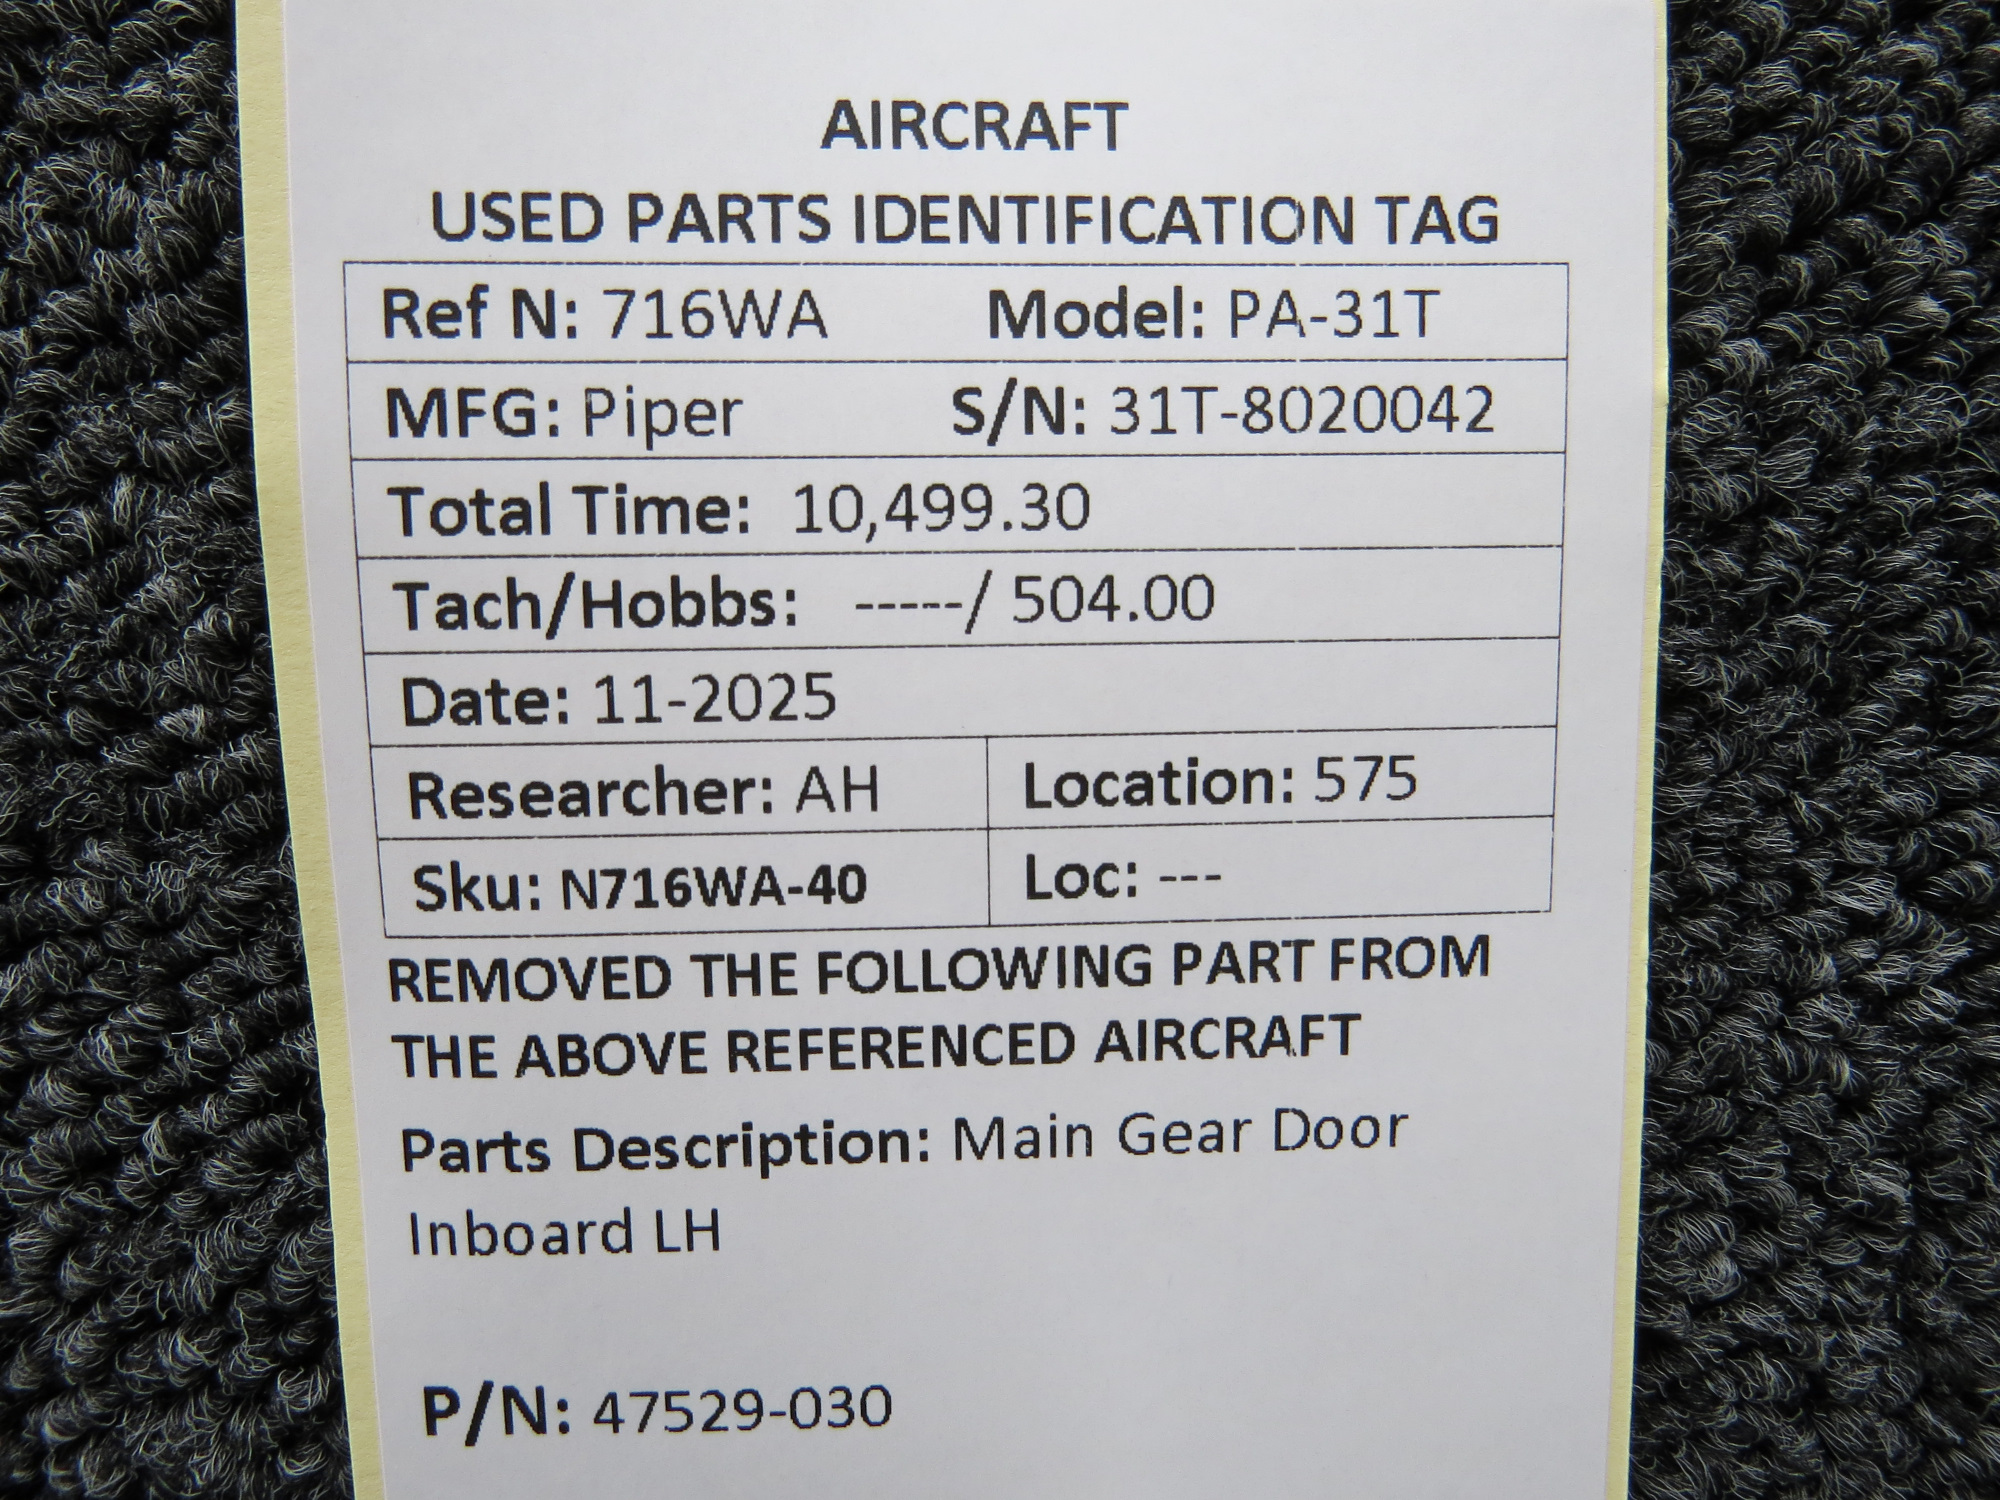 AIRCRAFT
USED PARTS IDENTIFICATION TAG
Ref N: 716WA Model: PA-31T
MFG: Piper S/N: 31T-8020042
Total Time: 10,499.30
Tach/Hobbs: -----/ 504.00
Date: 11-2025
Researcher: AH Location: 575
Sku: N716WA-40 Loc: ---
REMOVED THE FOLLOWING PART FROM
THE ABOVE REFERENCED AIRCRAFT
Parts Description: Main Gear Door
Inboard LH
P/N: 47529-030